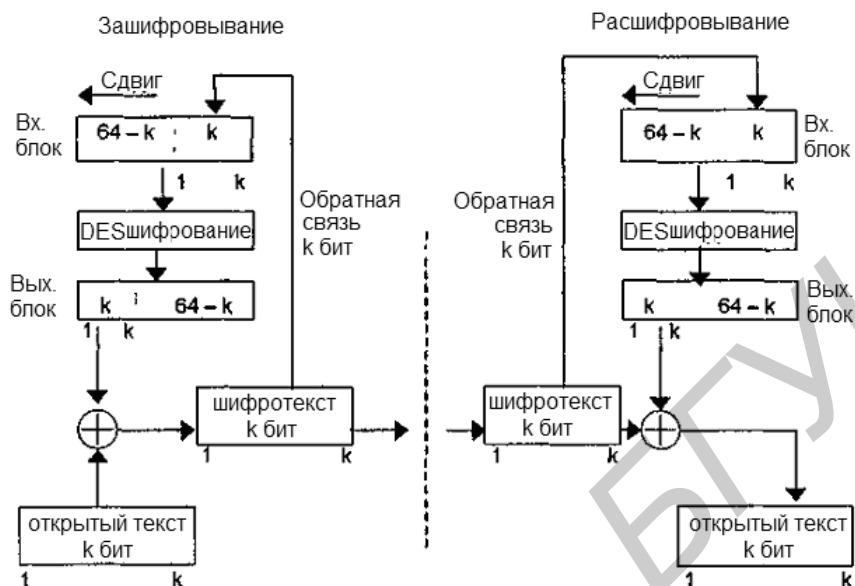 Зашифровывание
Сдвиг
Вх.
блок
64 – k k
1 k
DESшифрование
Обратная
связь
k бит
Вых.
блок
k 64 – k
1 k
шифротекст
k бит
1 k
открытый текст
k бит
1 k
Расшифровывание
Сдвиг
64 – k k
Вх.
блок
1 k
Обратная
связь
k бит
DESшифрование
k 64 – k
Вых.
блок
1 k
шифротекст
k бит
1 k
открытый текст
k бит
1 k
БГУ